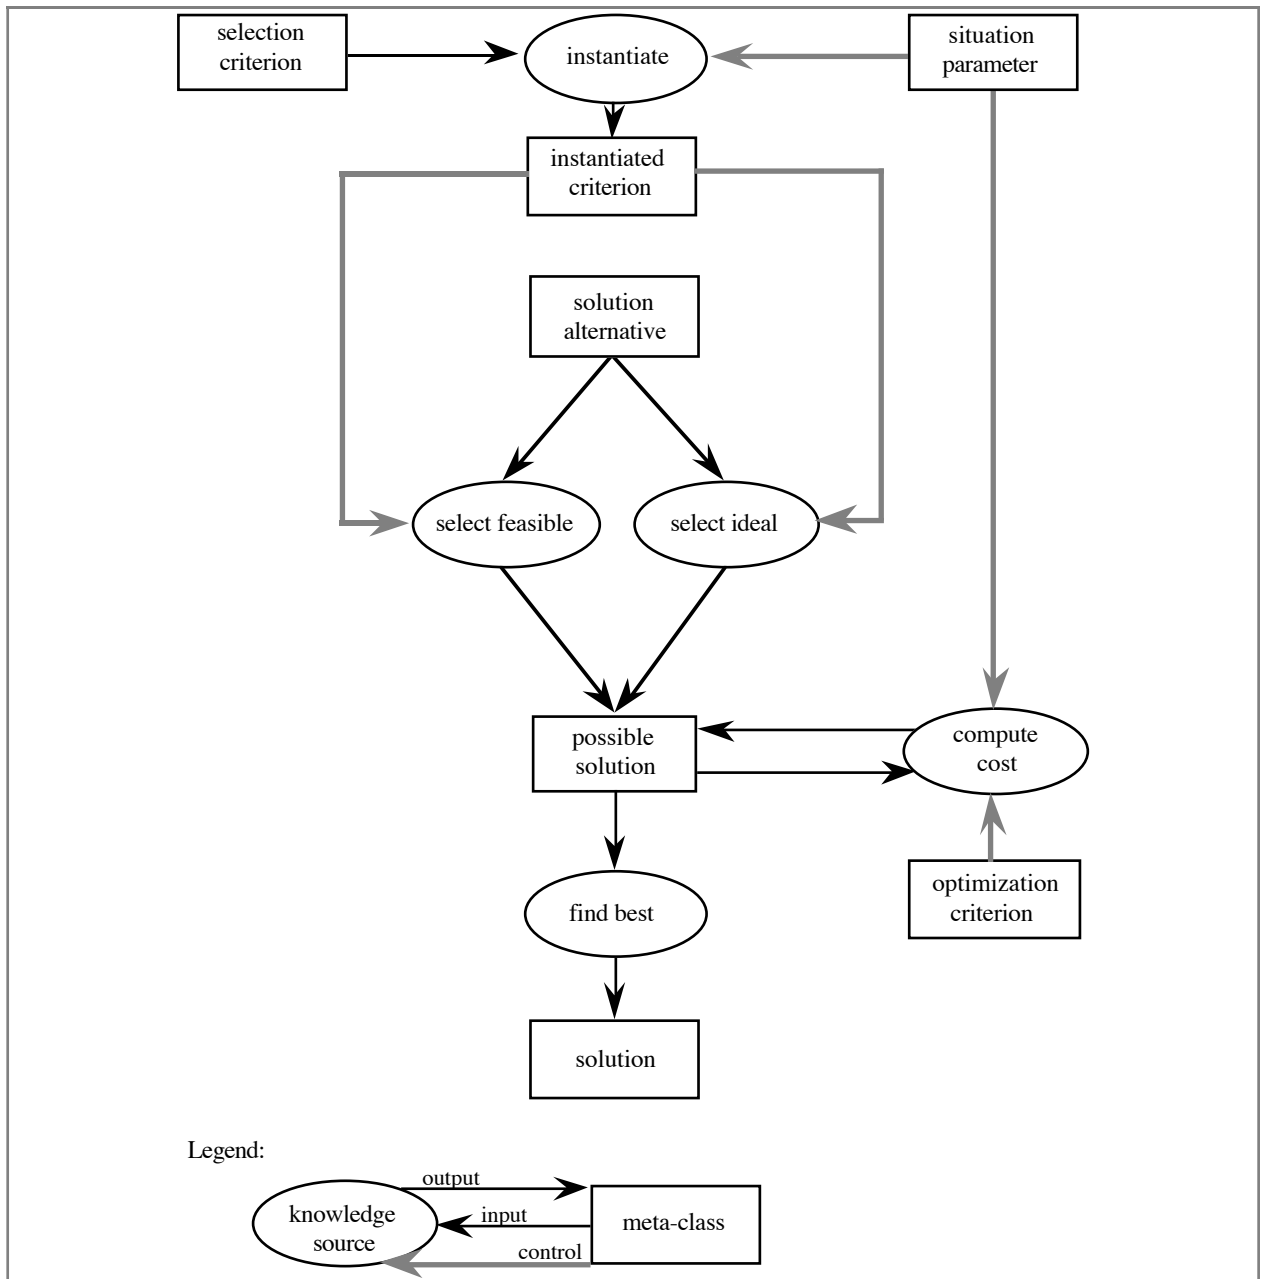 selection
criterion
instantiate
situation
parameter
instantiated
criterion
solution
alternative
select feasible
select ideal
possible
solution
compute
cost
optimization
criterion
find best
solution
Legend:
output
knowledge
source
input
control
meta-class